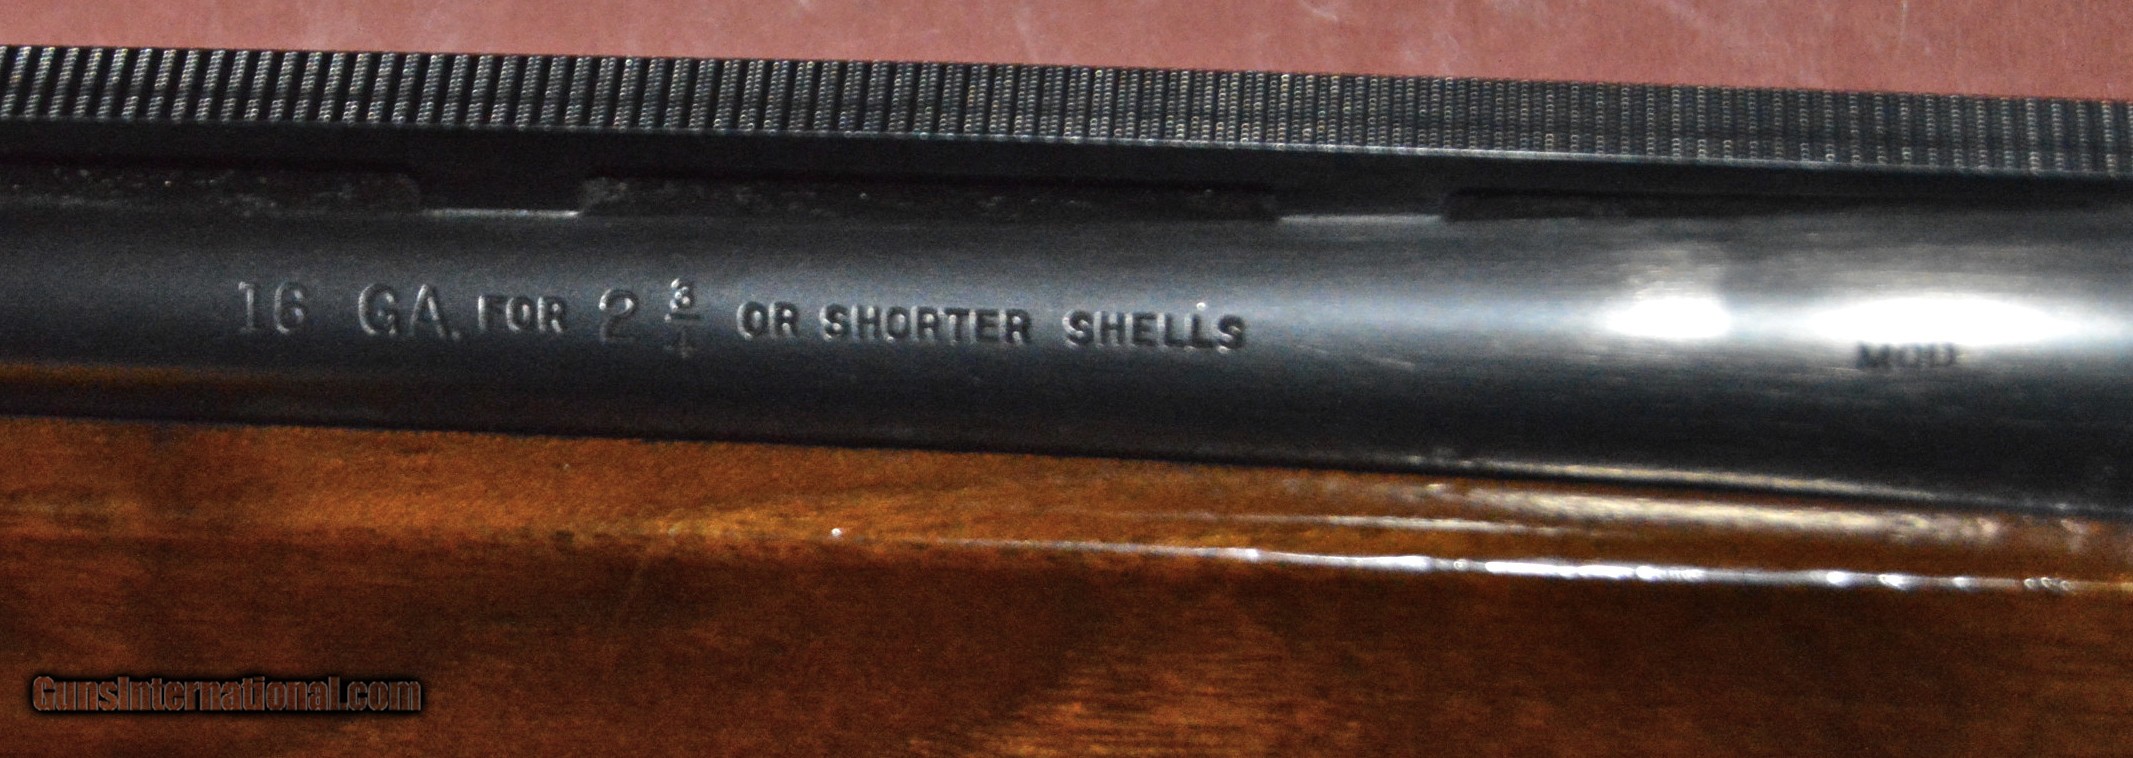 16 GA. FOR 2 3/4 OR SHORTER SHELLS
MOD
GunsInternational.com